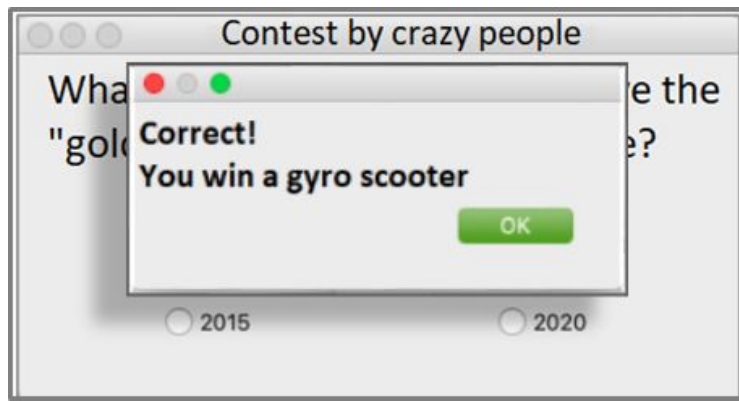 Contest by crazy people
Wha e the
"gol e?
Correct!
You win a gyro scooter
OK
2015 2020